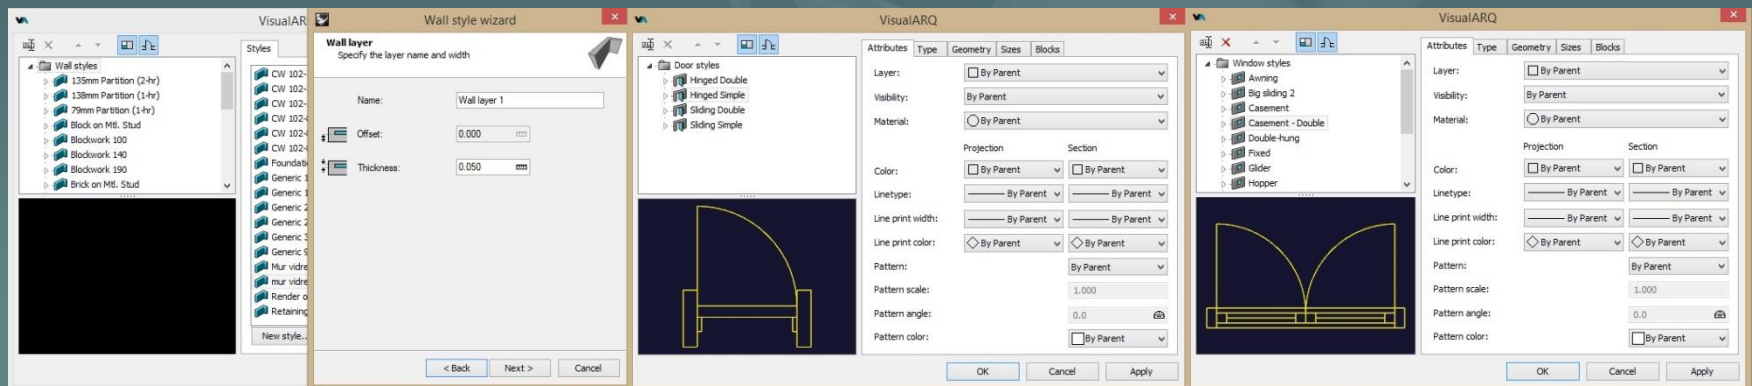 VisualAR
Styles
Wall styles
135mm Partition (2-hr)
138mm Partition (1-hr)
79mm Partition (1-hr)
Block on Mtl. Stud
Blockwork 100
Blockwork 140
Blockwork 190
Brick on Mtl. Stud
CW 102-
CW 102-
CW 102-
CW 102-
CW 102-
CW 102-
Foundati
Generic 1
Generic 1
Generic 2
Generic 2
Generic 3
Generic 9
Mur vidre
mur vidre
Render o
Retaining
New style...
Wall style wizard
Wall layer
Specify the layer name and width
Name: Wall layer 1
Offset: 0.000
Thickness: 0.050
< Back Next > Cancel
VisualARQ
Door styles
Hinged Double
Hinged Simple
Sliding Double
Sliding Simple
Attributes Type Geometry Sizes Blocks
Layer: By Parent
Visibility: By Parent
Material: By Parent
Projection Section
Color: By Parent By Parent
Linetype: By Parent By Parent
Line print width: By Parent By Parent
Line print color: By Parent By Parent
Pattern: By Parent
Pattern scale: 1.000
Pattern angle: 0.0
Pattern color: By Parent
OK Cancel Apply
VisualARQ
Window styles
Awning
Big sliding 2
Casement
Casement - Double
Double-hung
Fixed
Glider
Hopper
Attributes Type Geometry Sizes Blocks
Layer: By Parent
Visibility: By Parent
Material: By Parent
Projection Section
Color: By Parent By Parent
Linetype: By Parent By Parent
Line print width: By Parent By Parent
Line print color: By Parent By Parent
Pattern: By Parent
Pattern scale: 1.000
Pattern angle: 0.0
Pattern color: By Parent
OK Cancel Apply